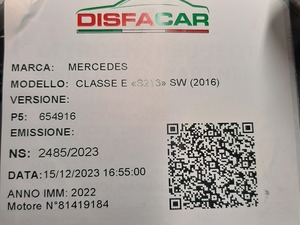 DISFACAR
MARCA: MERCEDES
MODELLO: CLASSE E «S213» SW (2016)
VERSIONE:
P5: 654916
EMISSIONE:
NS: 2485/2023
DATA:15/12/2023 16:55:00
ANNO IMM: 2022
Motore N°81419184